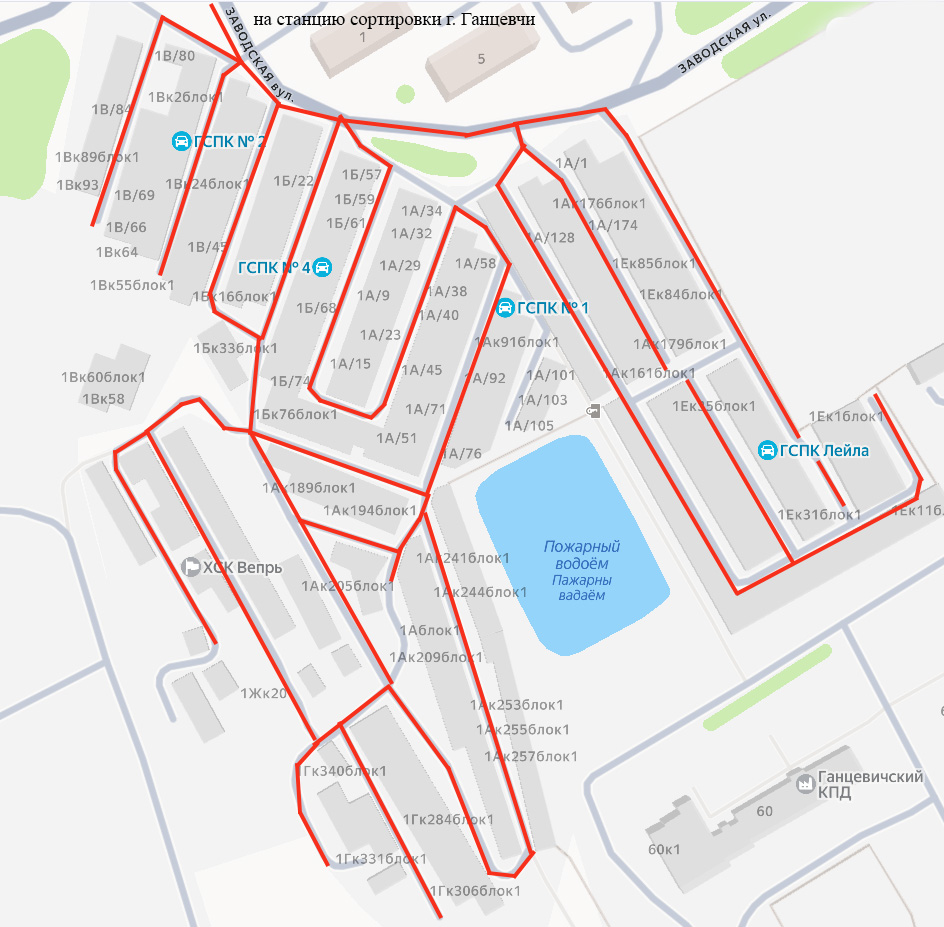 на станцию сортировки г. Ганцевчи
ЗАВОДСКАЯ вул.
ЗАВОДСКАЯ ул.
1
5
1В/80
1Вк2блок1
1В/84
ГСПК № 2
1Вк89блок1
1Вк93
1Вк24блок1
1В/69
1В/66
1Вк64
1В/45
1Вк55блок1
1Б/22
1Б/57
1Б/59
1Б/61
ГСПК № 4
1Вк16блок1
1Б/68
1Бк33блок1
1Б/74
1Бк76блок1
1Вк60блок1
1Вк58
1А/34
1А/32
1А/29
1А/9
1А/23
1А/15
1А/58
1А/38
1А/40
1А/45
1А/71
1А/51
ГСПК № 1
1Ак91блок1
1А/92
1А/101
1А/103
1А/105
1А/76
1А/1
1Ак176блок1
1А/174
1А/128
1Ек85блок1
1Ек84блок1
1Ак179блок1
1Ак161блок1
1Ек35блок1
1Ек1блок1
ГСПК Лейла
1Ек31блок1
1Ек11б
1Ак189блок1
1Ак194блок1
Пожарный
водоём
Пажарны
вадаём
ХСК Вепрь
1Ак205блок1
1Ак241блок1
1Ак244блок1
1Аблок1
1Ак209блок1
1Жк20
1Ак253блок1
1Ак255блок1
1Ак257блок1
1Гк340блок1
1Гк284блок1
1Гк331блок1
1Гк306блок1
Ганцевичский
КПД
60
60к1